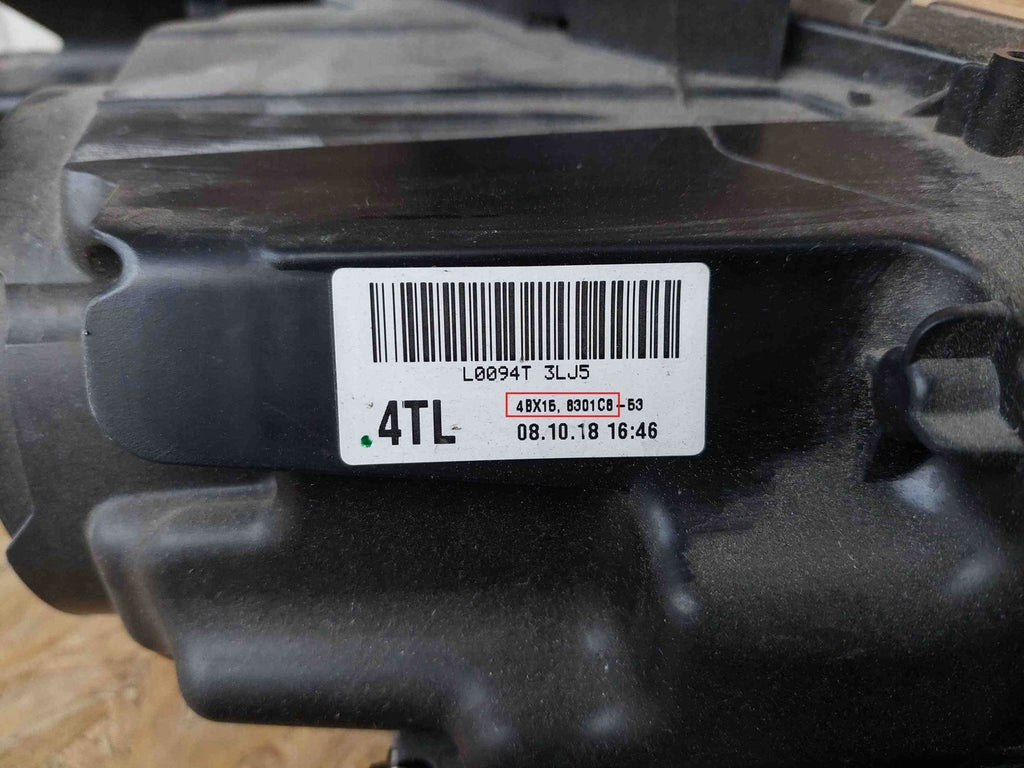 L0094T 3LJ5
4BX15, 8301C8-53
.4TL
08.10.18 16:46